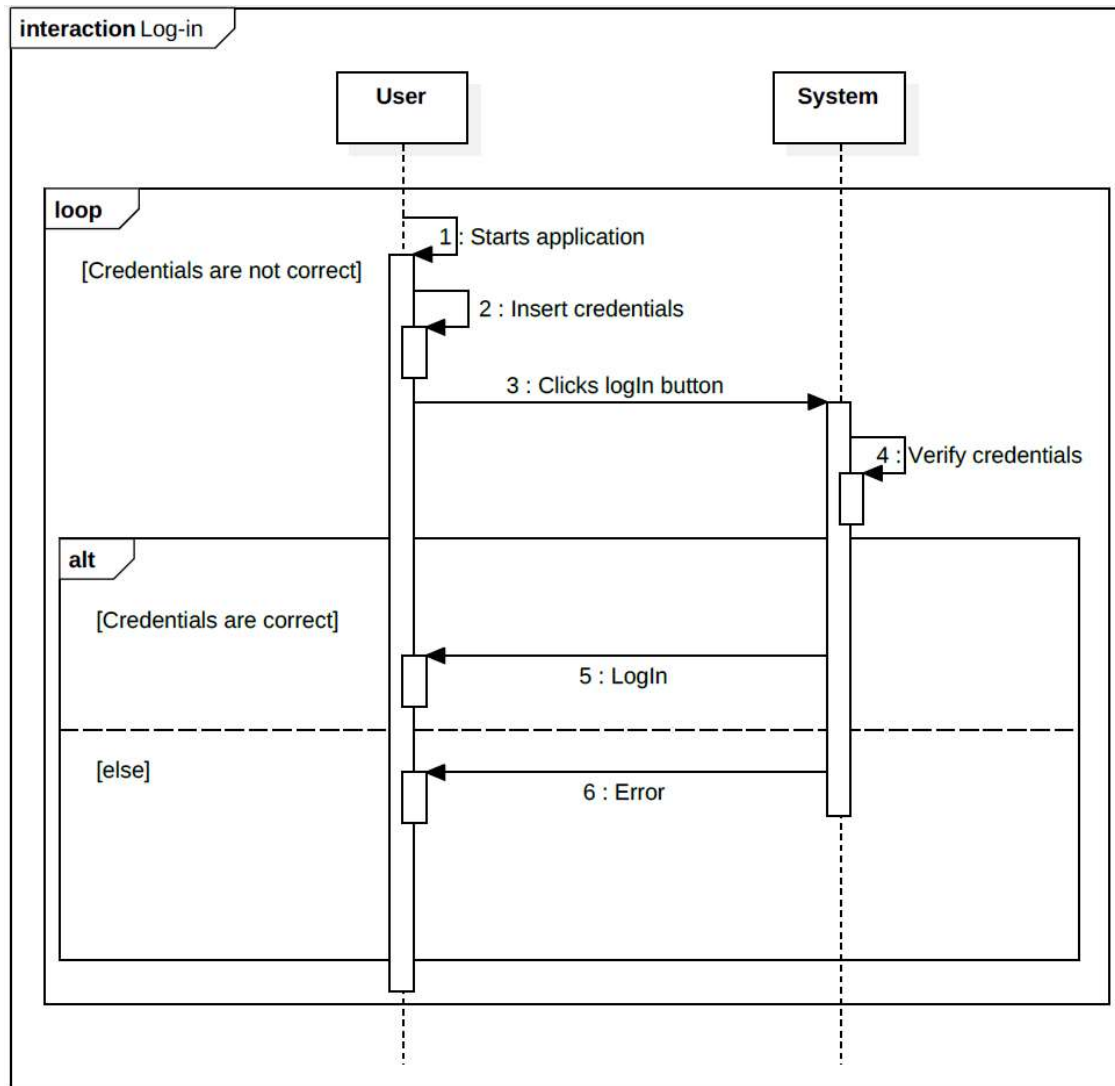 interaction Log-in
User
System
loop
1 : Starts application
[Credentials are not correct]
2 : Insert credentials
3 : Clicks logIn button
4 : Verify credentials
alt
[Credentials are correct]
5 : LogIn
[else]
6 : Error